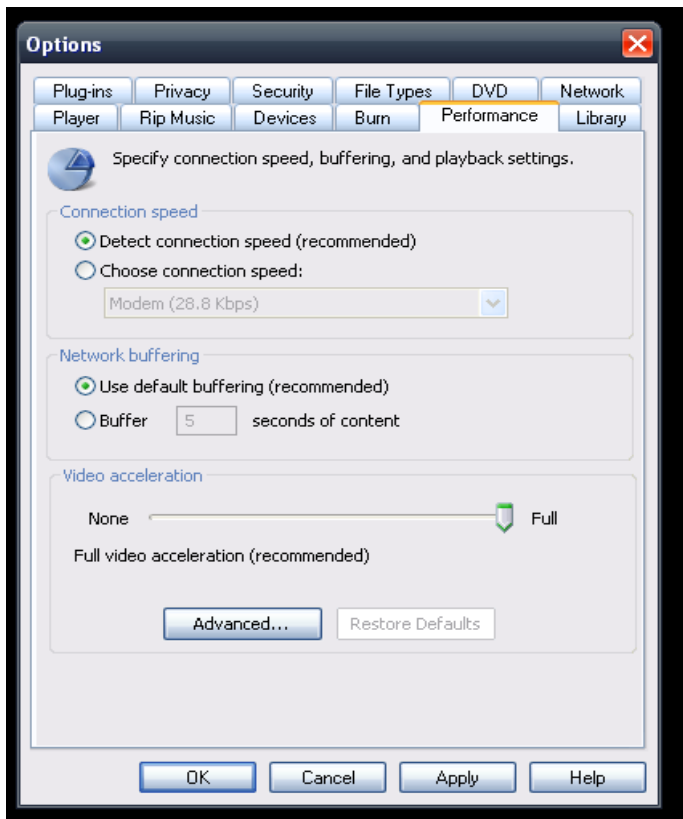 Options
Plug-ins Privacy Security File Types DVD Network
Player Rip Music Devices Burn Performance Library
Specify connection speed, buffering, and playback settings.
Connection speed
Detect connection speed (recommended)
Choose connection speed:
Modem (28.8 Kbps)
Network buffering
Use default buffering (recommended)
Buffer 5 seconds of content
Video acceleration
None Full
Full video acceleration (recommended)
Advanced... Restore Defaults
OK Cancel Apply Help